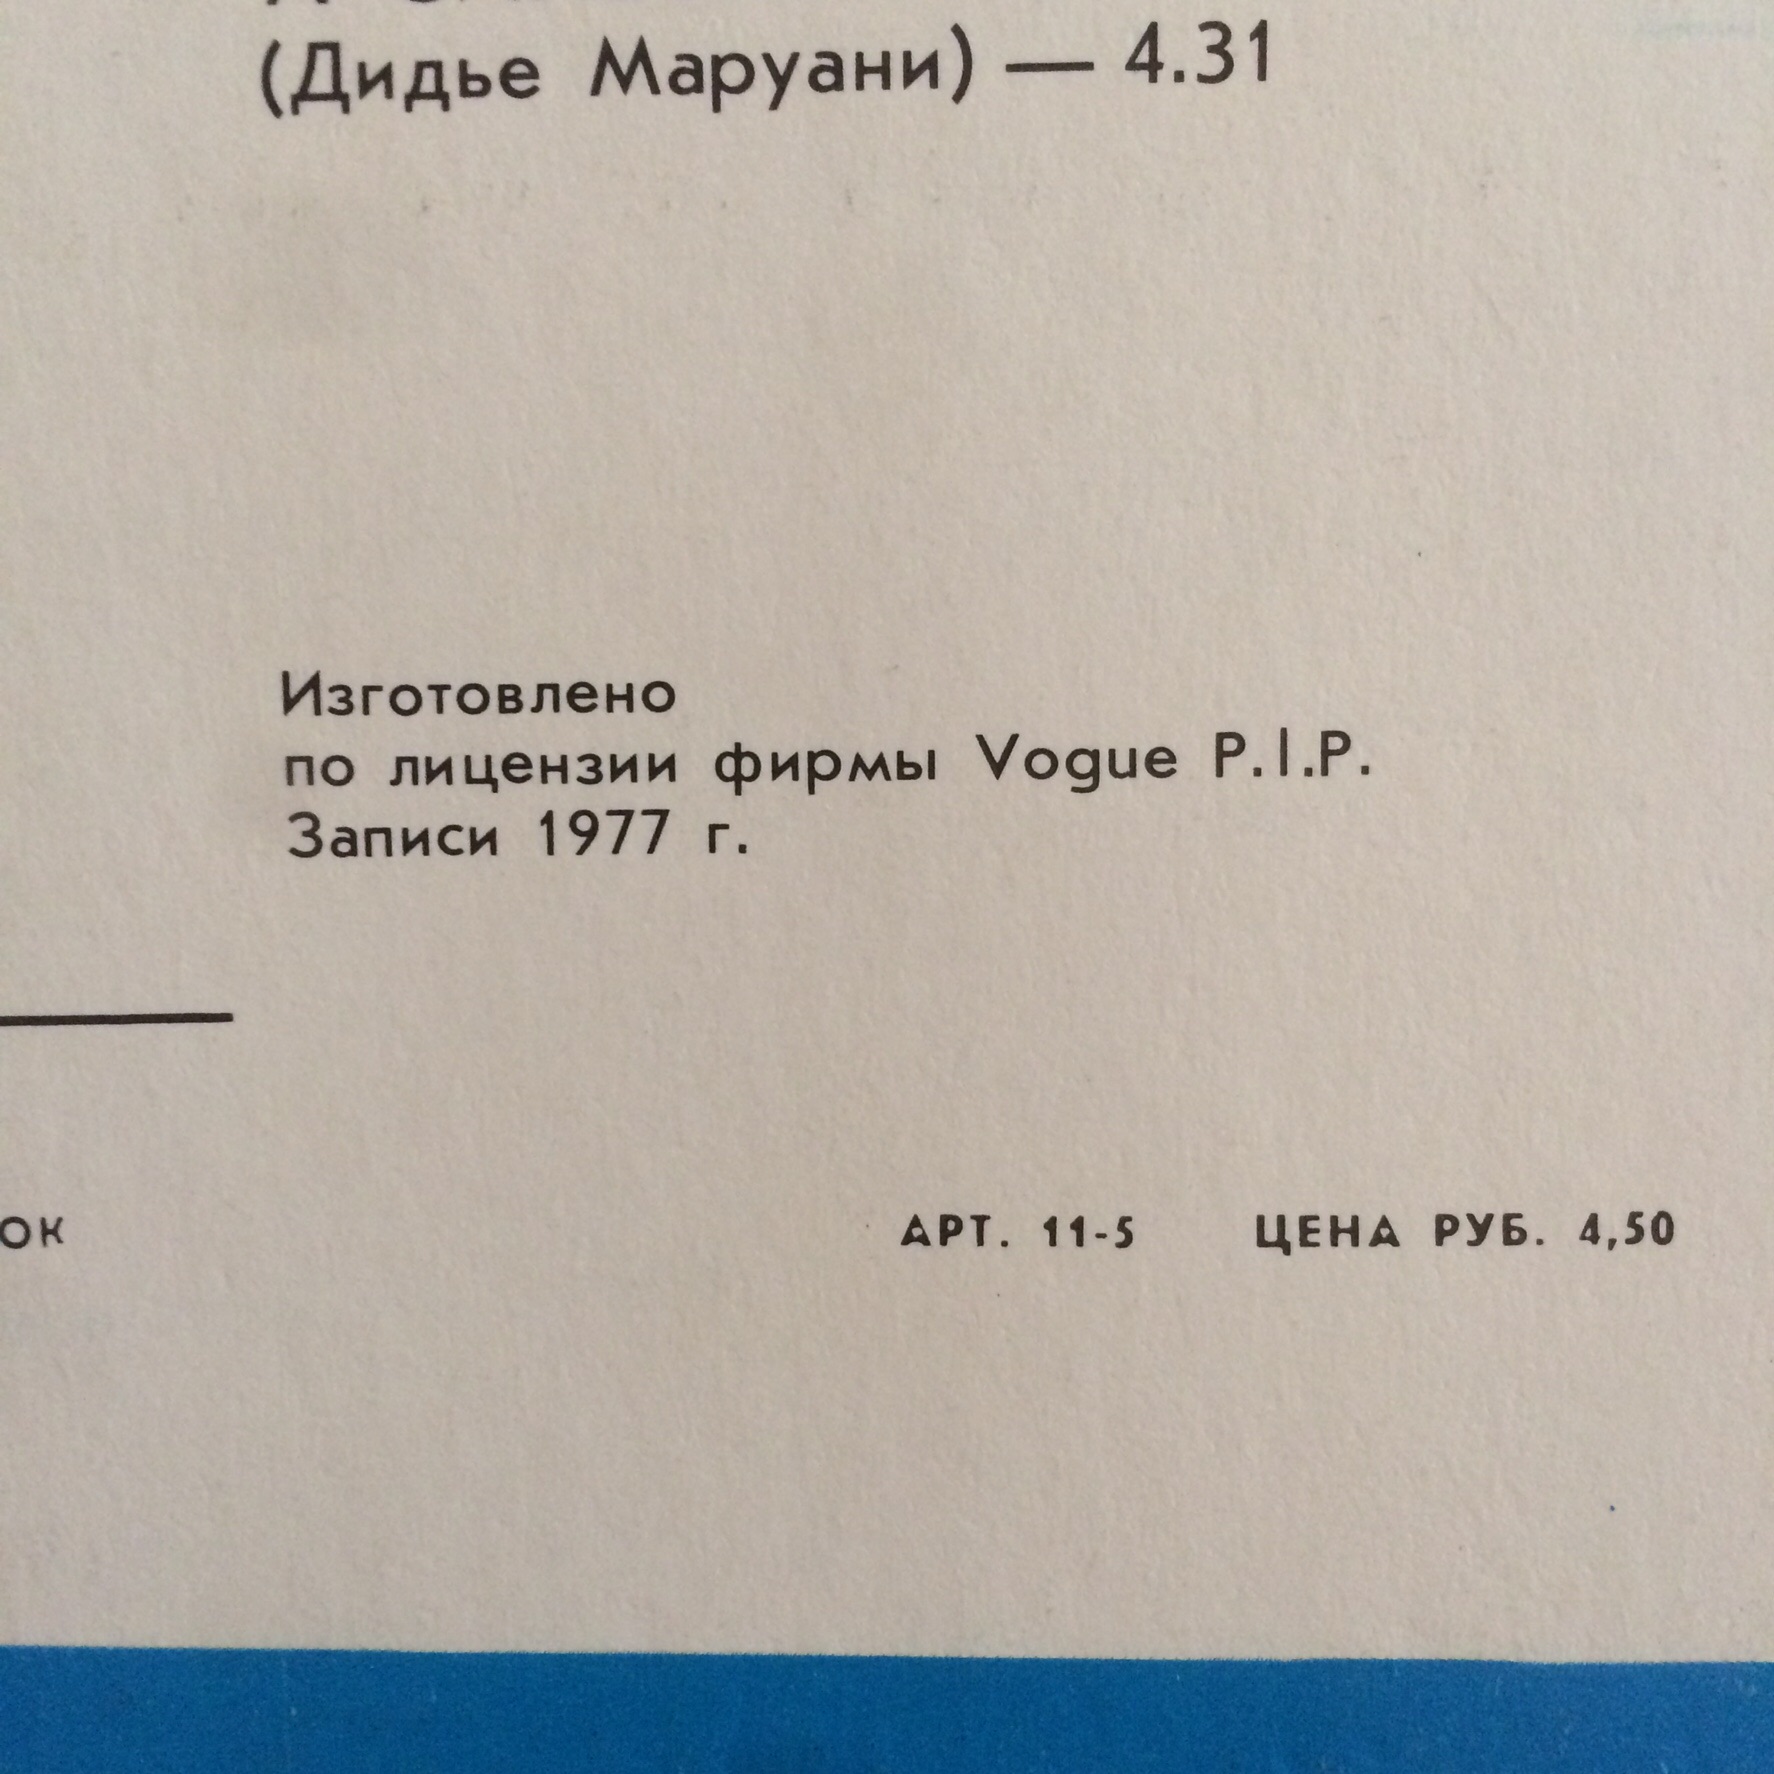 (Дидье Маруани) — 4.31
Изготовлено
по лицензии фирмы Vogue P.I.P.
Записи 1977 г.
ОК АРТ. 11-5 ЦЕНА РУБ. 4,50